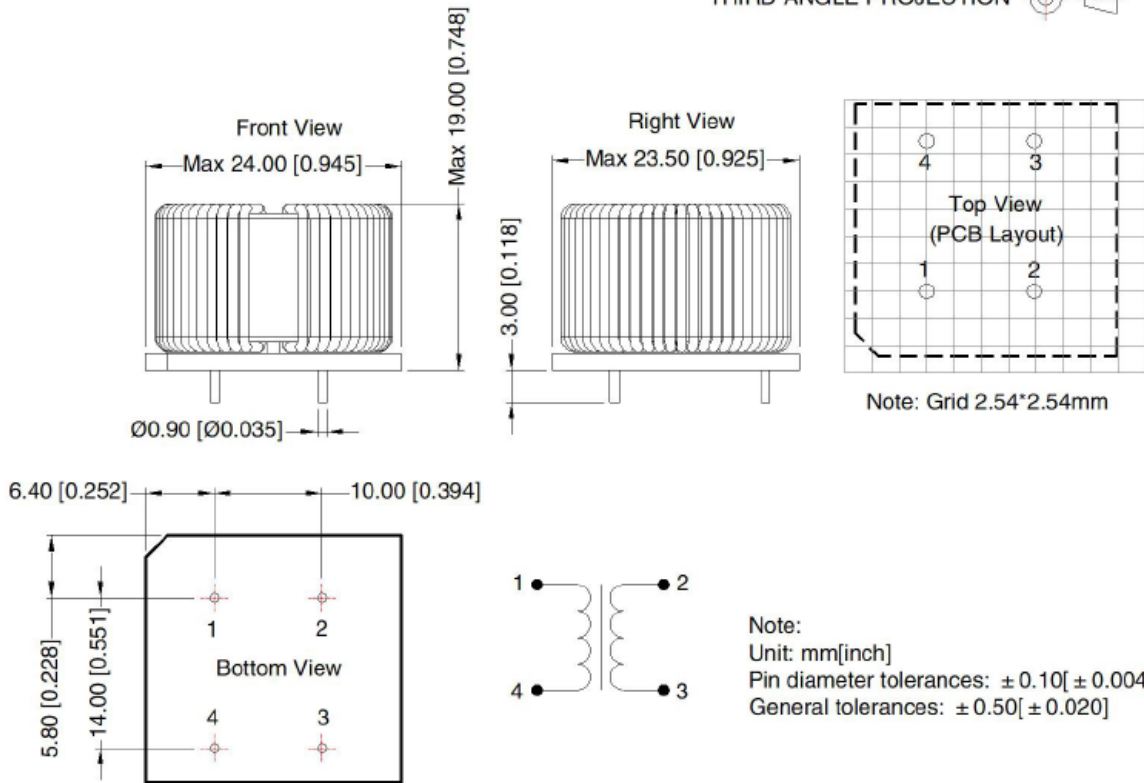 THIRD ANGLE PROJECTION
Front View
Max 24.00 [0.945]
Max 19.00 [0.748]
3.00 [0.118]
Ø0.90 [Ø0.035]
Right View
Max 23.50 [0.925]
4 3
Top View
(PCB Layout)
1 2
Note: Grid 2.54*2.54mm
6.40 [0.252]
10.00 [0.394]
5.80 [0.228]
14.00 [0.551]
1 2
Bottom View
4 3
1 2
4 3
Note:
Unit: mm[inch]
Pin diameter tolerances: ±0.10[±0.004
General tolerances: ±0.50[±0.020]